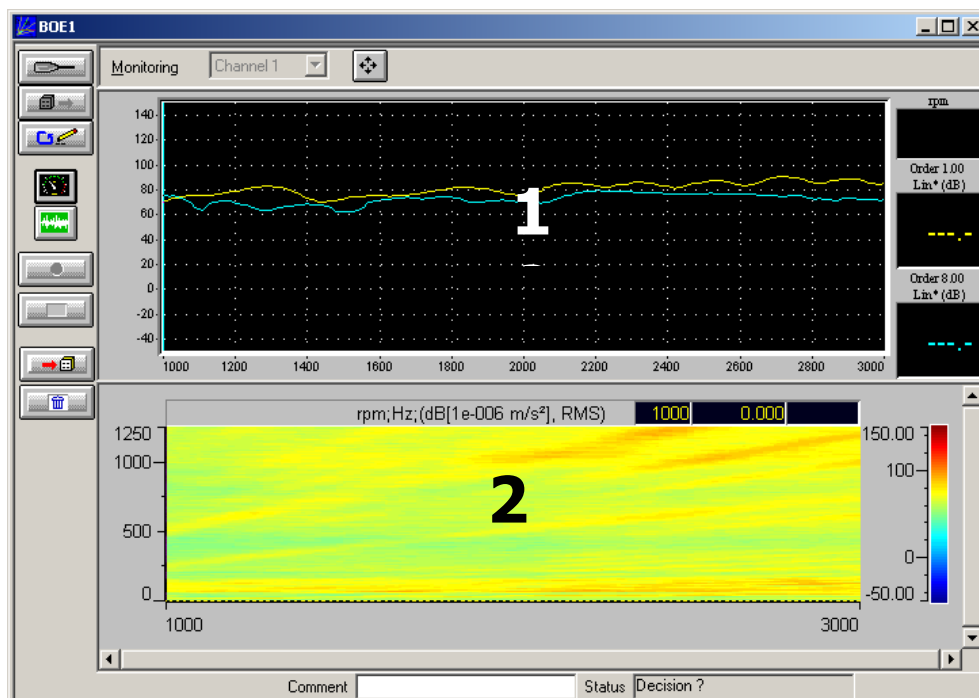 BOE1
Monitoring Channel 1
rpm
140
120
100
80
60
40
20
0
-20
-40
1000 1200 1400 1600 1800 2000 2200 2400 2600 2800 3000
1
Order 1.00
Lin* (dB)
---.-
Order 8.00
Lin* (dB)
---.-
rpm;Hz;(dB[1e-006 m/s²], RMS) 1000 0.000
1250
1000
500
0
1000 3000
2
150.00
100
0
-50.00
Comment Status Decision ?